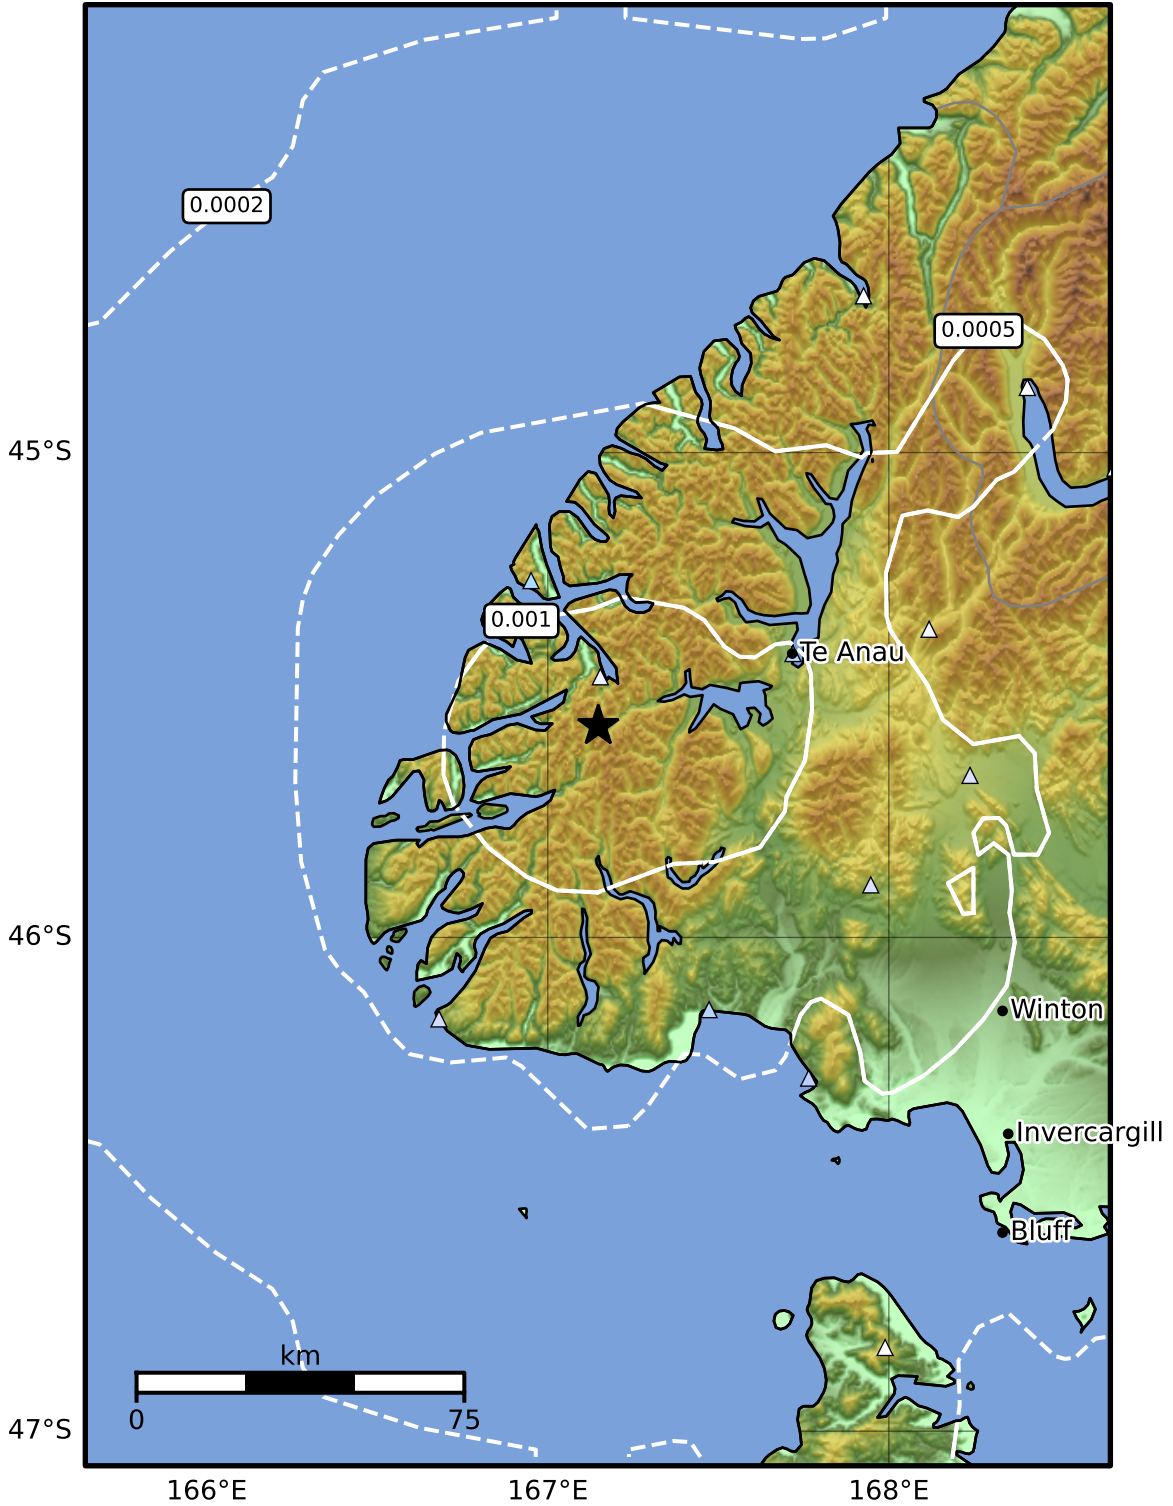 0.0002
0.0005
45°S
0.001
Te Anau
46°S
Winton
Invercargill
Bluff
km
0
75
47°S
166°E
167°E
168°E